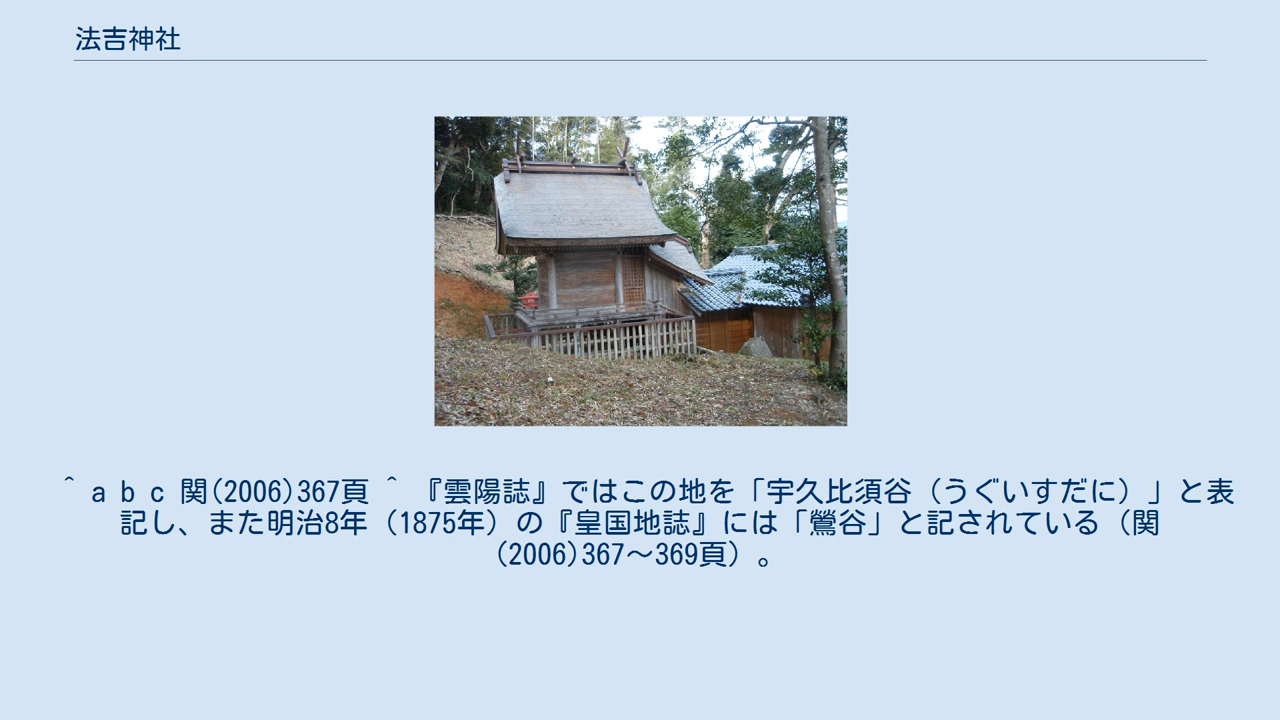 法吉神社
^ a b c 関(2006)367頁 ^ 『雲陽誌』ではこの地を「宇久比須谷（うぐいすだに）」と表
記し、また明治8年（1875年）の『皇国地誌』には「鶯谷」と記されている（関
(2006)367～369頁）。